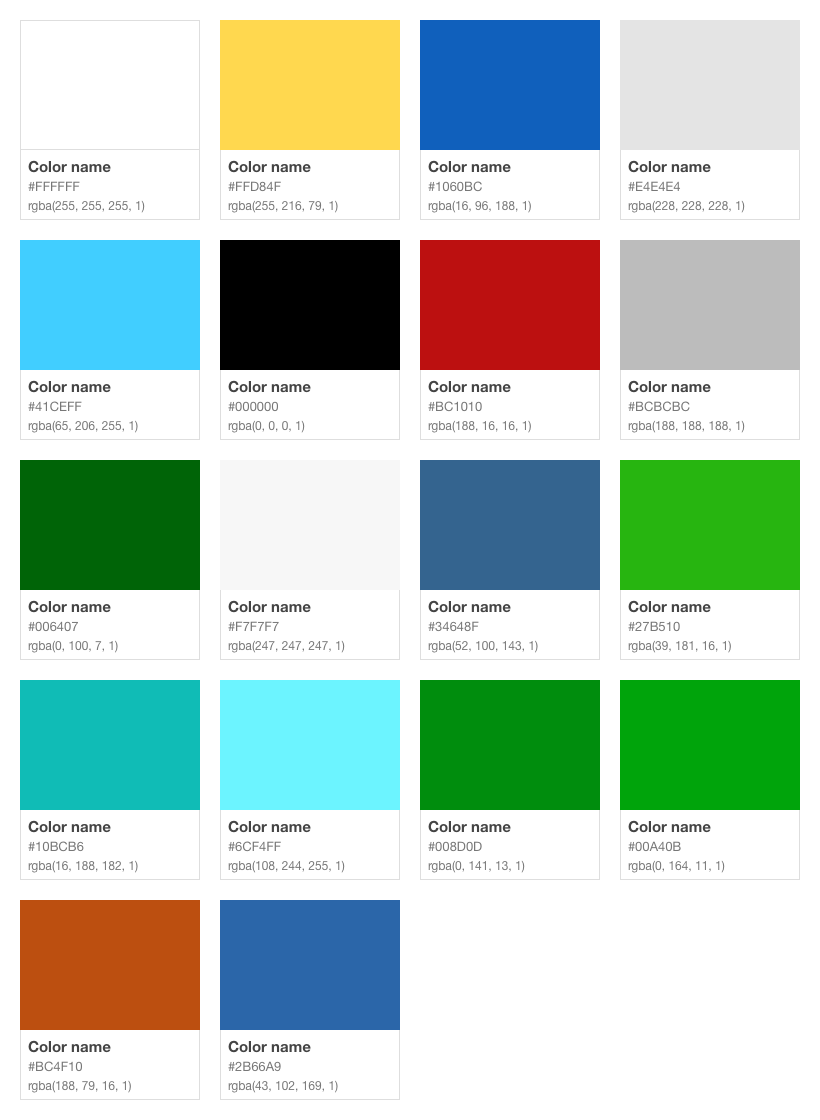 Color name
#FFFFFF
rgba(255, 255, 255, 1)
Color name
#FFD84F
rgba(255, 216, 79, 1)
Color name
#1060BC
rgba(16, 96, 188, 1)
Color name
#E4E4E4
rgba(228, 228, 228, 1)
Color name
#41CEFF
rgba(65, 206, 255, 1)
Color name
#000000
rgba(0, 0, 0, 1)
Color name
#BC1010
rgba(188, 16, 16, 1)
Color name
#BCBCBC
rgba(188, 188, 188, 1)
Color name
#006407
rgba(0, 100, 7, 1)
Color name
#F7F7F7
rgba(247, 247, 247, 1)
Color name
#34648F
rgba(52, 100, 143, 1)
Color name
#27B510
rgba(39, 181, 16, 1)
Color name
#10BCB6
rgba(16, 188, 182, 1)
Color name
#6CF4FF
rgba(108, 244, 255, 1)
Color name
#008D0D
rgba(0, 141, 13, 1)
Color name
#00A40B
rgba(0, 164, 11, 1)
Color name
#BC4F10
rgba(188, 79, 16, 1)
Color name
#2B66A9
rgba(43, 102, 169, 1)